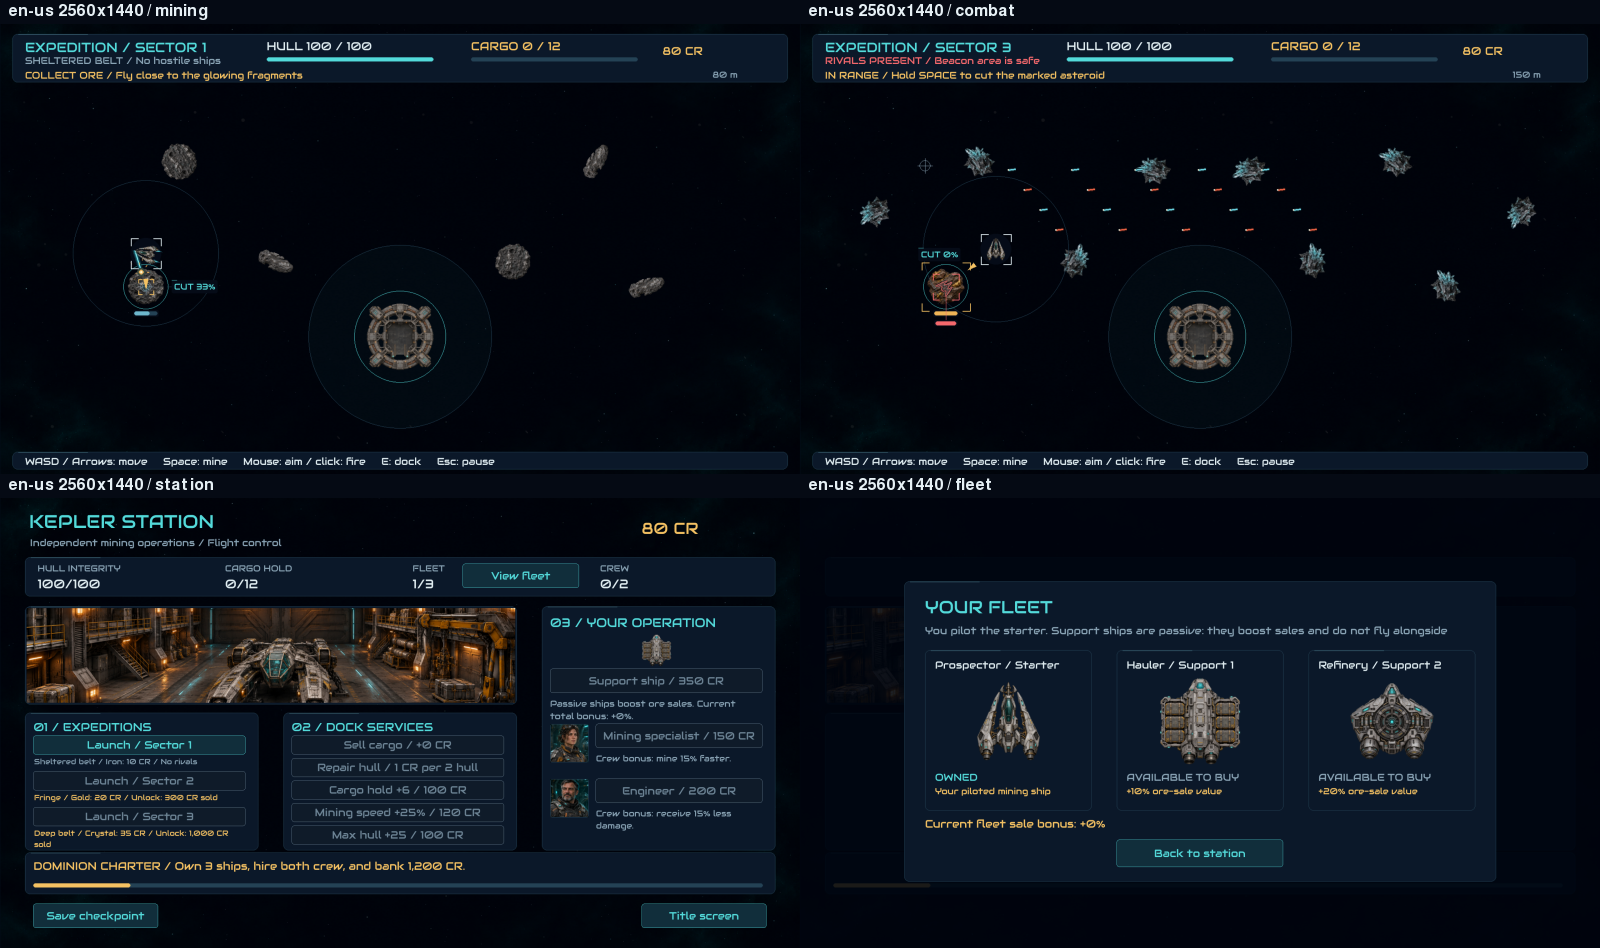 en-us 2560x1440 / mining
EXPEDITION / SECTOR 1
HULL 100 / 100
CARGO 0 / 12
80 CR
SHELTERED BELT / No hostile ships
COLLECT ORE / Fly close to the glowing fragments
80 m
CUT 33%
WASD / Arrows: move
Space: mine
Mouse: aim / click: fire
E: dock
Esc: pause
en-us 2560x1440 / combat
EXPEDITION / SECTOR 3
HULL 100 / 100
CARGO 0 / 12
80 CR
RIVALS PRESENT / Beacon area is safe
IN RANGE / Hold SPACE to cut the marked asteroid
150 m
CUT 0%
WASD / Arrows: move
Space: mine
Mouse: aim / click: fire
E: dock
Esc: pause
en-us 2560x1440 / station
KEPLER STATION
80 CR
Independent mining operations / Flight control
HULL INTEGRITY
100/100
CARGO HOLD
0/12
FLEET
1/3
View fleet
CREW
0/2
01 / EXPEDITIONS
Launch / Sector 1
Sheltered belt / Iron: 10 CR / No rivals
Launch / Sector 2
Fringe / Gold: 20 CR / Unlock: 300 CR sold
Launch / Sector 3
Deep belt / Crystal: 35 CR / Unlock: 1,000 CR
sold
02 / DOCK SERVICES
Sell cargo / +0 CR
Repair hull / 1 CR per 2 hull
Cargo hold +6 / 100 CR
Mining speed +25% / 120 CR
Max hull +25 / 100 CR
03 / YOUR OPERATION
Support ship / 350 CR
Passive ships boost ore sales. Current
total bonus: +0%.
Mining specialist / 150 CR
Crew bonus: mine 15% faster.
Engineer / 200 CR
Crew bonus: receive 15% less
damage.
DOMINION CHARTER / Own 3 ships, hire both crew, and bank 1,200 CR.
Save checkpoint
Title screen
en-us 2560x1440 / fleet
YOUR FLEET
You pilot the starter. Support ships are passive: they boost sales and do not fly alongside
Prospector / Starter
OWNED
Your piloted mining ship
Hauler / Support 1
AVAILABLE TO BUY
+10% ore-sale value
Refinery / Support 2
AVAILABLE TO BUY
+20% ore-sale value
Current fleet sale bonus: +0%
Back to station